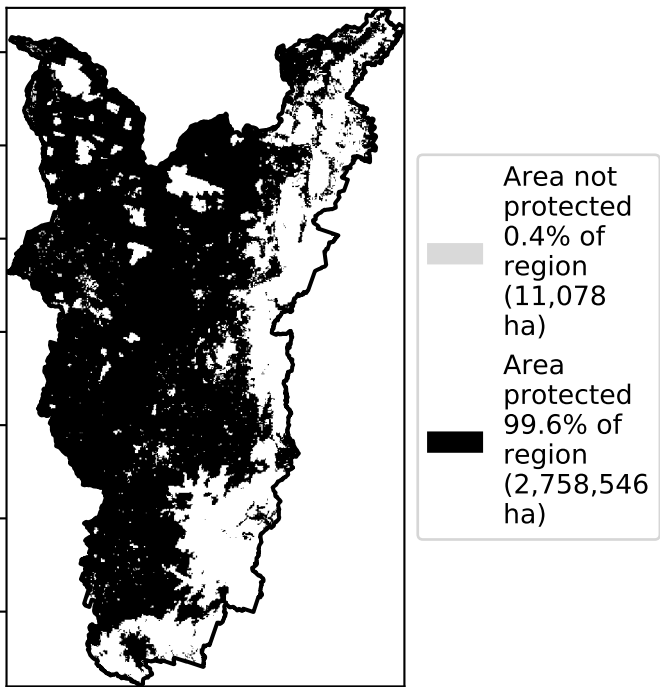 Area not
protected
0.4% of
region
(11,078
ha)
Area
protected
99.6% of
region
(2,758,546
ha)